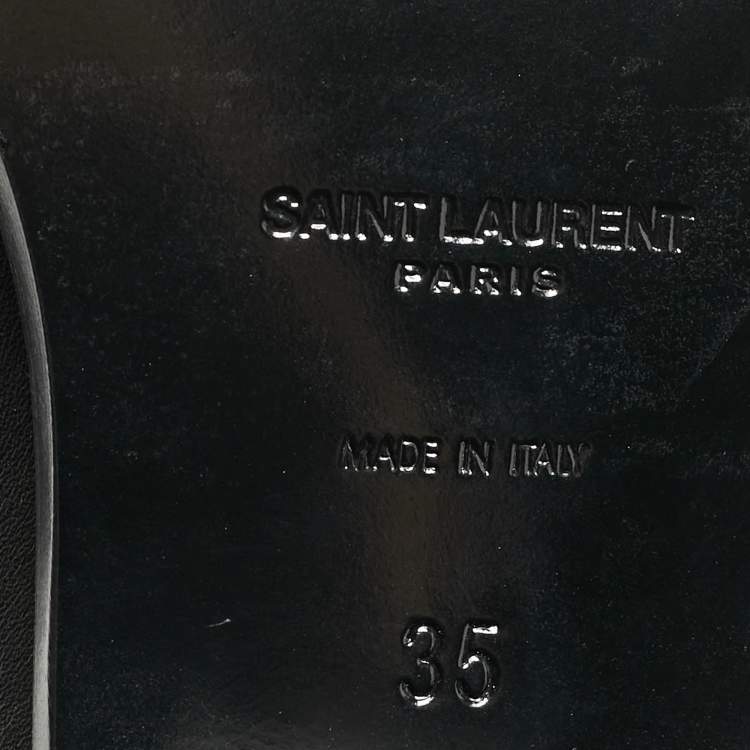 SAINT LAURENT
PARIS
MADE IN ITALY
35